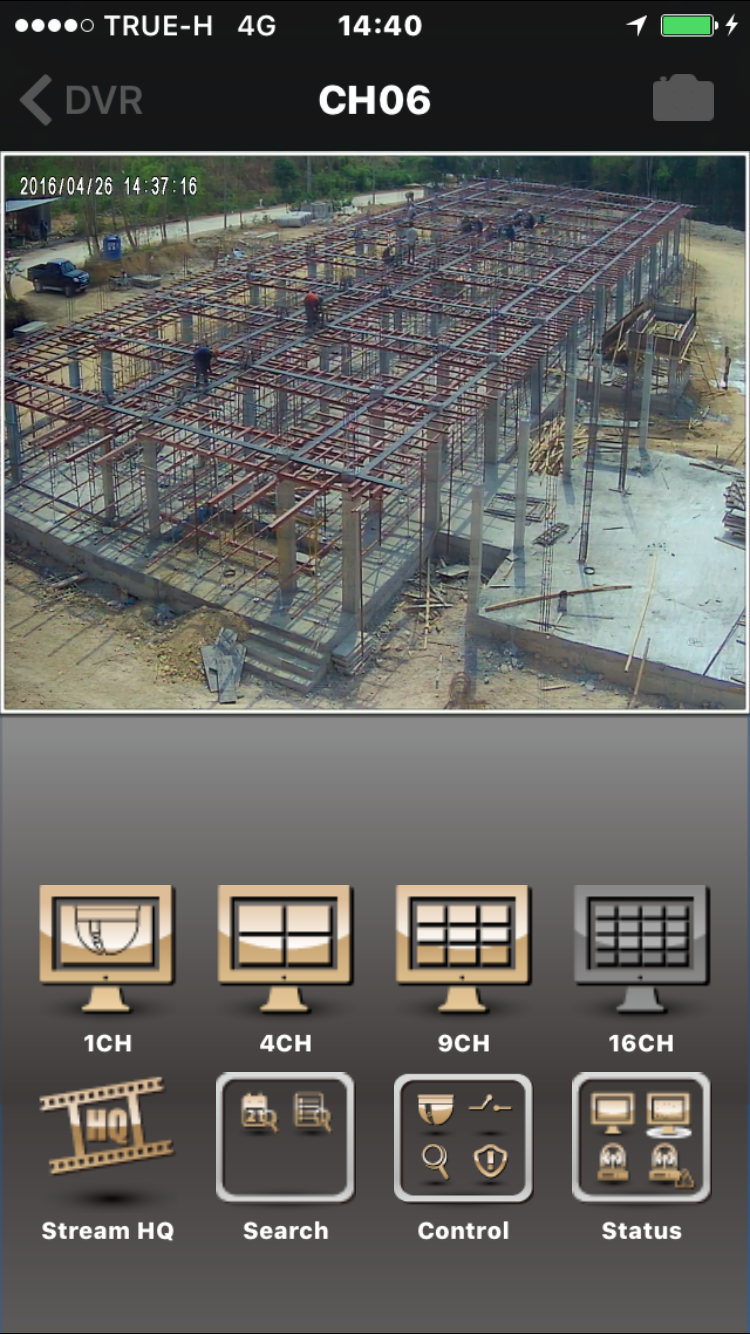 TRUE-H 4G 14:40
DVR CH06
2016/04/26 14:37:16
1CH 4CH 9CH 16CH
HQ 21
Stream HQ Search Control Status